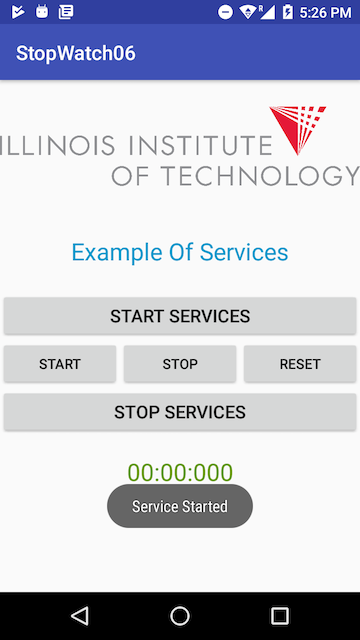 5:26 PM
StopWatch06
ILLINOIS INSTITUTE
OF TECHNOLOGY
Example Of Services
START SERVICES
START STOP RESET
STOP SERVICES
00:00:000
Service Started